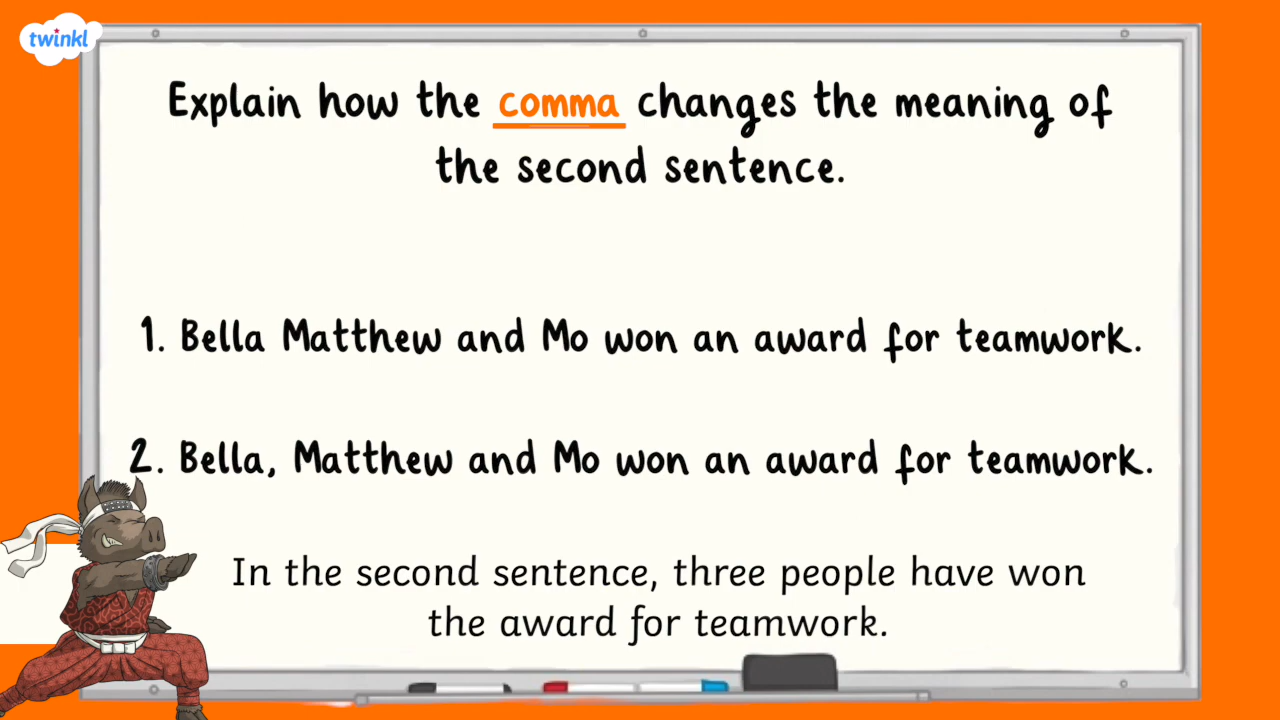 twinkl
Explain how the comma changes the meaning of
the second sentence.
1. Bella Matthew and Mo won an award for teamwork.
2. Bella, Matthew and Mo won an award for teamwork.
In the second sentence, three people have won
the award for teamwork.